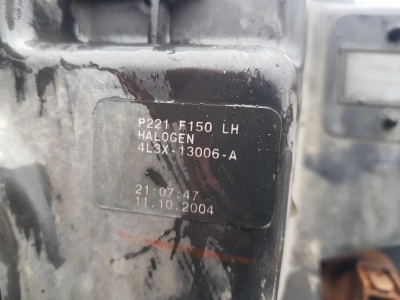 P221 F150 LH
HALOGEN
4L3X-13006-A
21:07:47
11.10.2004